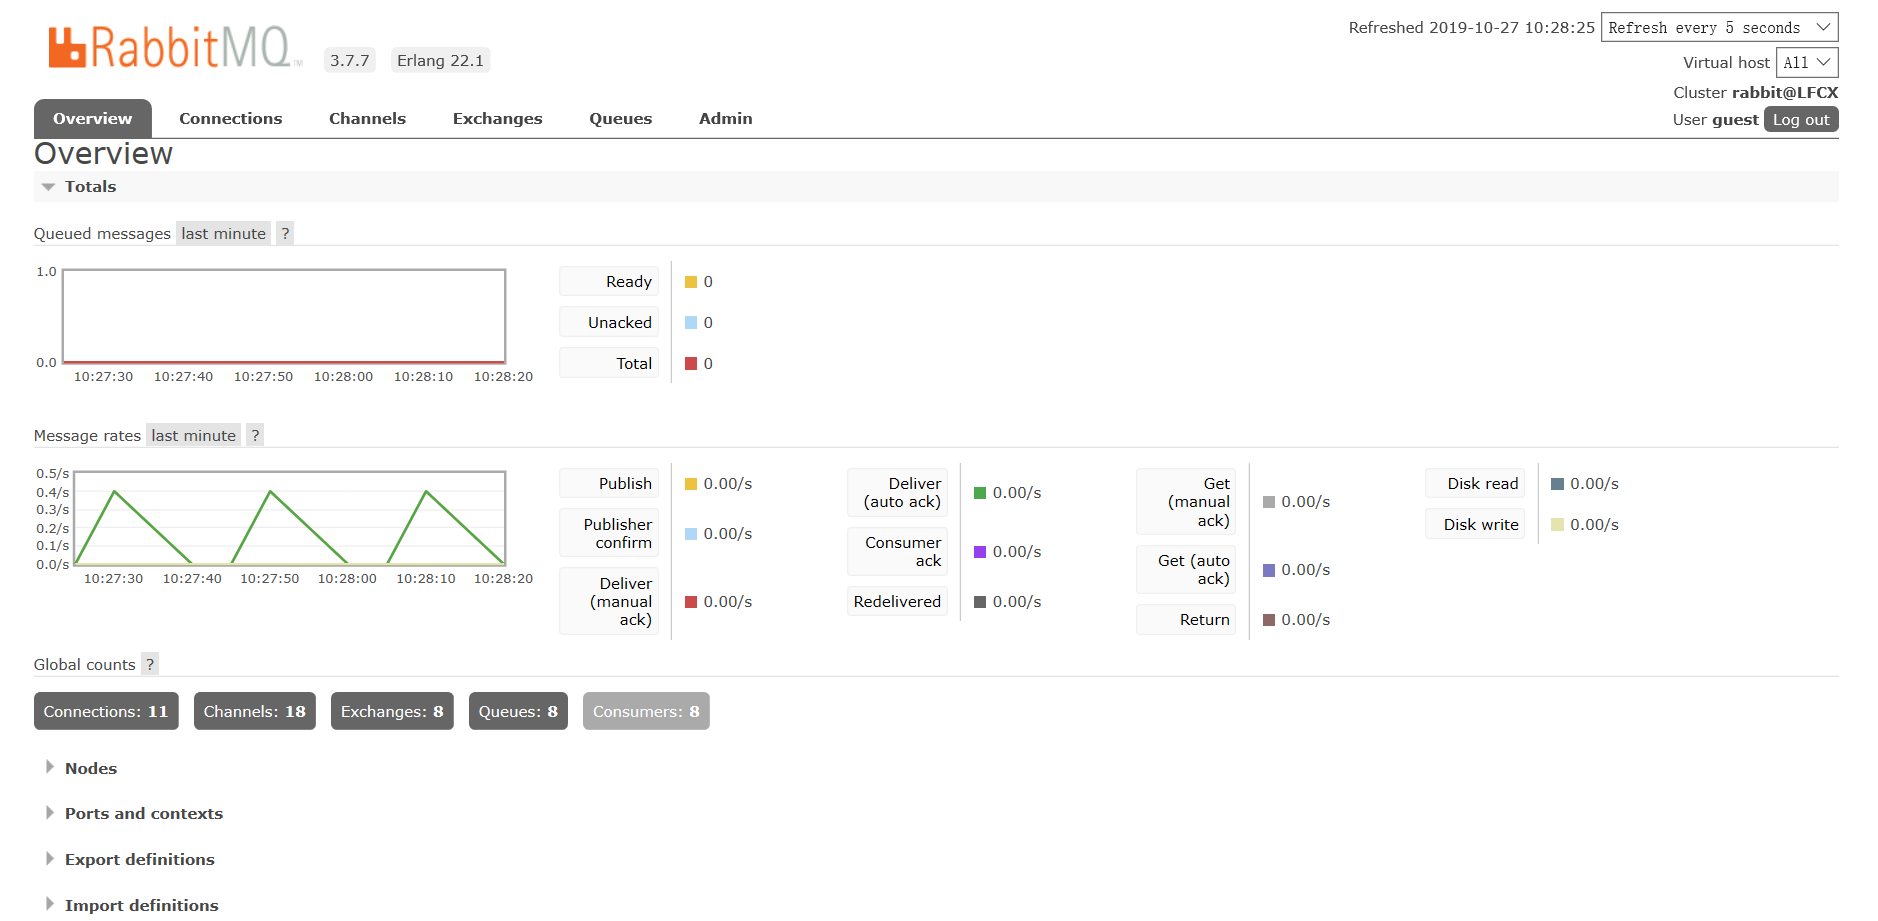 RabbitMQ TM 3.7.7 Erlang 22.1
Refreshed 2019-10-27 10:28:25 Refresh every 5 seconds
Virtual host All
Cluster rabbit@LFCX
User guest Log out
Overview Connections Channels Exchanges Queues Admin
Overview
Totals
Queued messages last minute ?
1.0
0.0
10:27:30 10:27:40 10:27:50 10:28:00 10:28:10 10:28:20
Ready 0
Unacked 0
Total 0
Message rates last minute ?
0.5/s
0.4/s
0.3/s
0.2/s
0.1/s
0.0/s
10:27:30 10:27:40 10:27:50 10:28:00 10:28:10 10:28:20
Publish 0.00/s
Publisher
confirm 0.00/s
Deliver
(manual
ack) 0.00/s
Deliver
(auto ack) 0.00/s
Consumer
ack 0.00/s
Redelivered 0.00/s
Get
(manual
ack) 0.00/s
Get (auto
ack) 0.00/s
Return 0.00/s
Disk read 0.00/s
Disk write 0.00/s
Global counts ?
Connections: 11 Channels: 18 Exchanges: 8 Queues: 8 Consumers: 8
Nodes
Ports and contexts
Export definitions
Import definitions